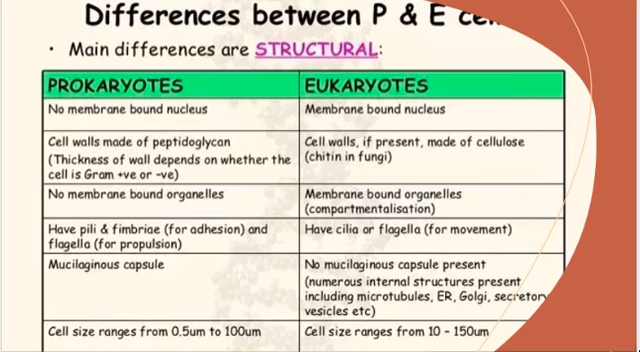 Differences between P & E
• Main differences are STRUCTURAL:
PROKARYOTES
EUKARYOTES
No membrane bound nucleus
Membrane bound nucleus
Cell walls made of peptidoglycan
(Thickness of wall depends on whether the
cell is Gram +ve or -ve)
Cell walls, if present, made of cellulose
(chitin in fungi)
No membrane bound organelles
Membrane bound organelles
(compartmentalisation)
Have pili & fimbriae (for adhesion) and
flagella (for propulsion)
Have cilia or flagella (for movement)
Mucilaginous capsule
No mucilaginous capsule present
(numerous internal structures present
including microtubules, ER, Golgi, secretory
vesicles etc)
Cell size ranges from 0.5um to 100um
Cell size ranges from 10 - 150um